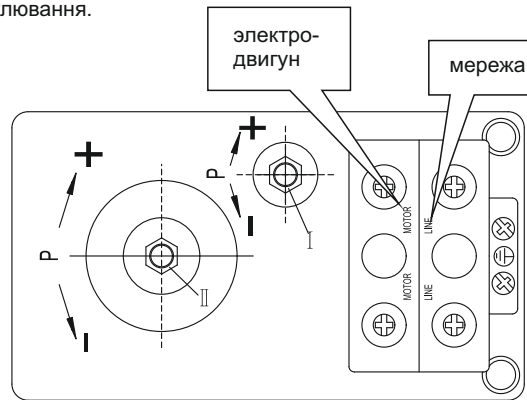 лювання.
электро-
двигун
мережа
+
+
P
P
-
-
I
II
MOTOR
LINE
MOTOR
LINE